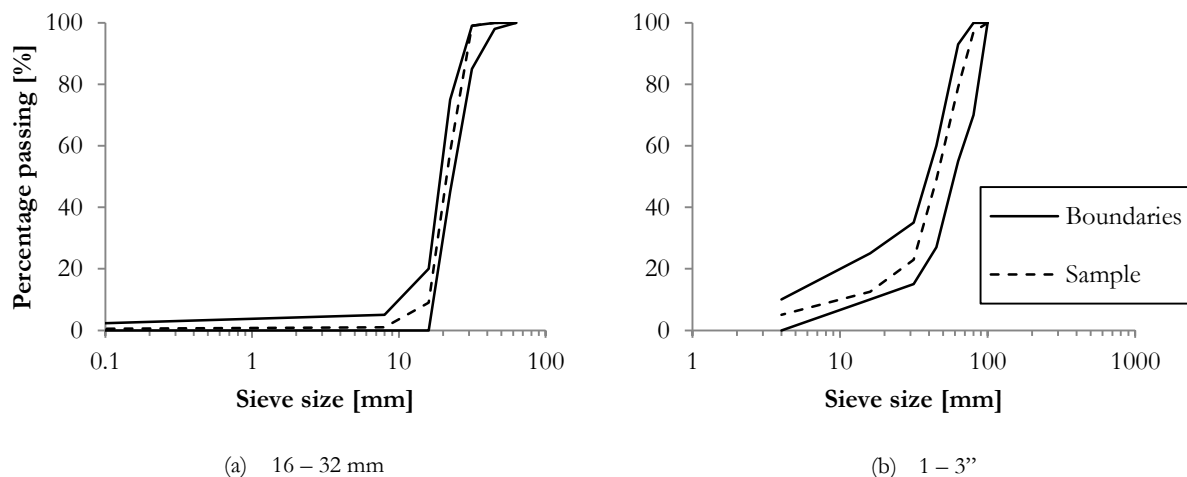 Percentage passing [%]
100
80
60
40
20
0
0.1 1 10 100
Sieve size [mm]
(a) 16 – 32 mm
100
80
60
40
20
0
1 10 100 1000
Sieve size [mm]
Boundaries
Sample
(b) 1 – 3”